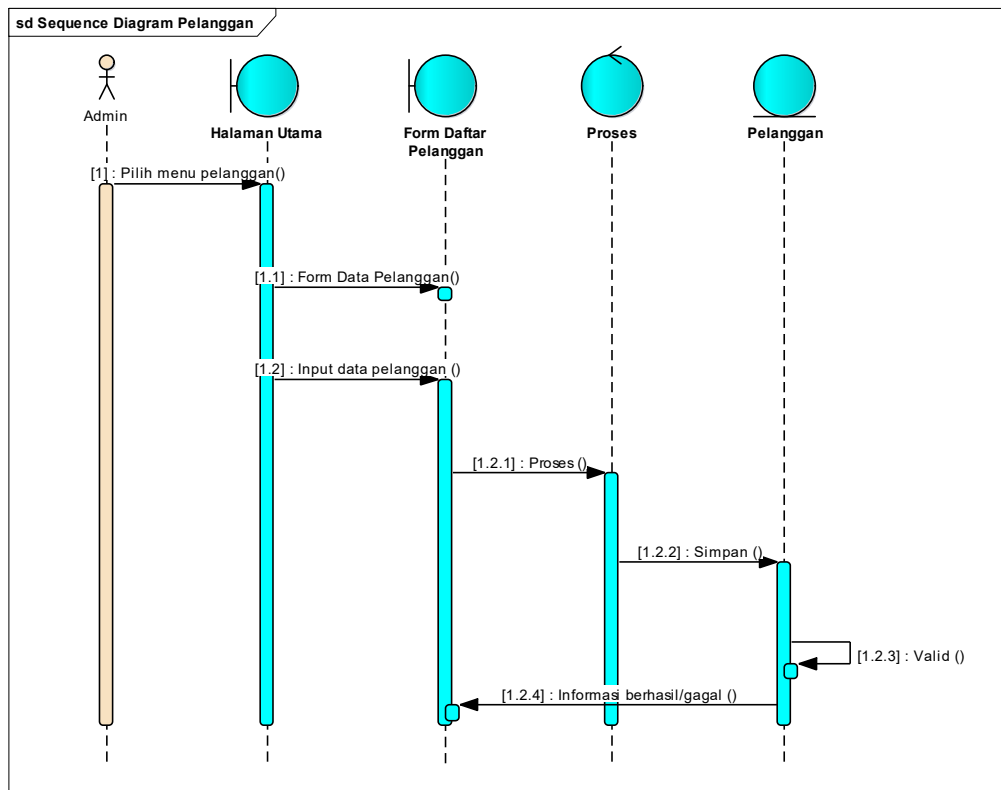 sd Sequence Diagram Pelanggan
Admin
Halaman Utama
Form Daftar
Pelanggan
Proses
Pelanggan
[1] : Pilih menu pelanggan()
[1.1] : Form Data Pelanggan()
[1.2] : Input data pelanggan ()
[1.2.1] : Proses ()
[1.2.2] : Simpan ()
[1.2.3] : Valid ()
[1.2.4] : Informasi berhasil/gagal ()